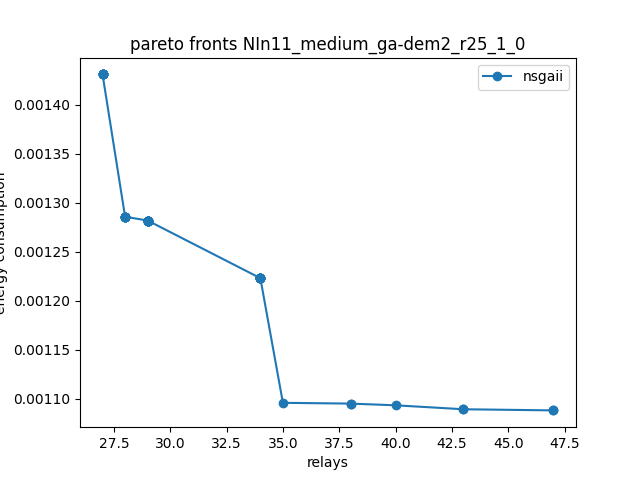 pareto fronts NIn11_medium_ga-dem2_r25_1_0
nsgaii
0.00140
0.00135
0.00130
0.00125
0.00120
0.00115
0.00110
energy consumption
27.5 30.0 32.5 35.0 37.5 40.0 42.5 45.0 47.5
relays